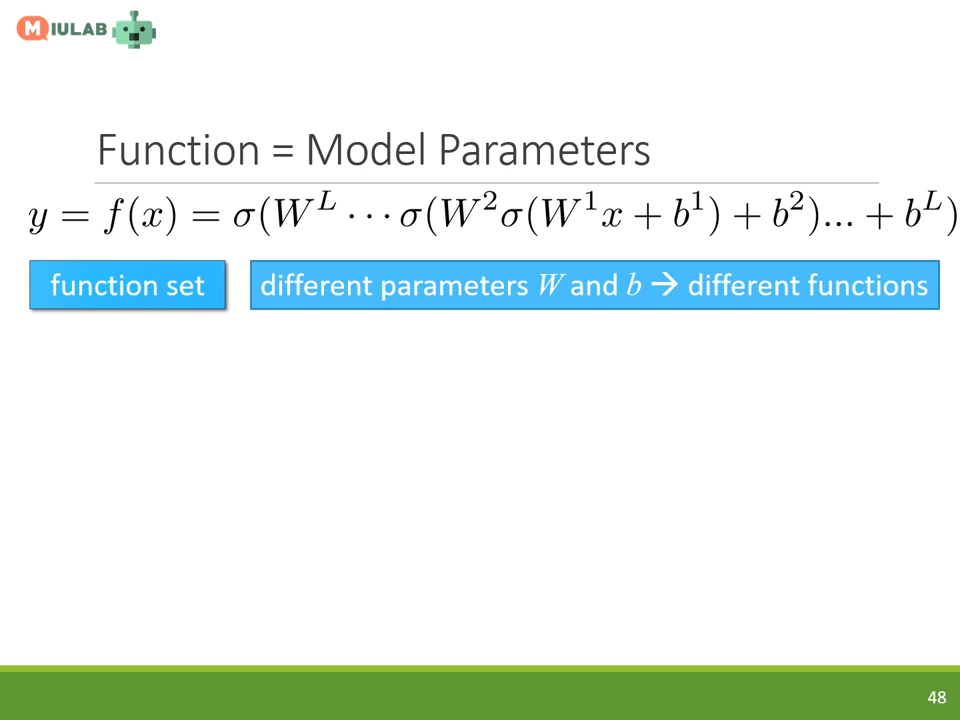 MIULAB
Function = Model Parameters
y = f(x) = σ(W^L ⋯ σ(W^2σ(W^1x + b^1) + b^2)... + b^L)
function set
different parameters W and b → different functions
48